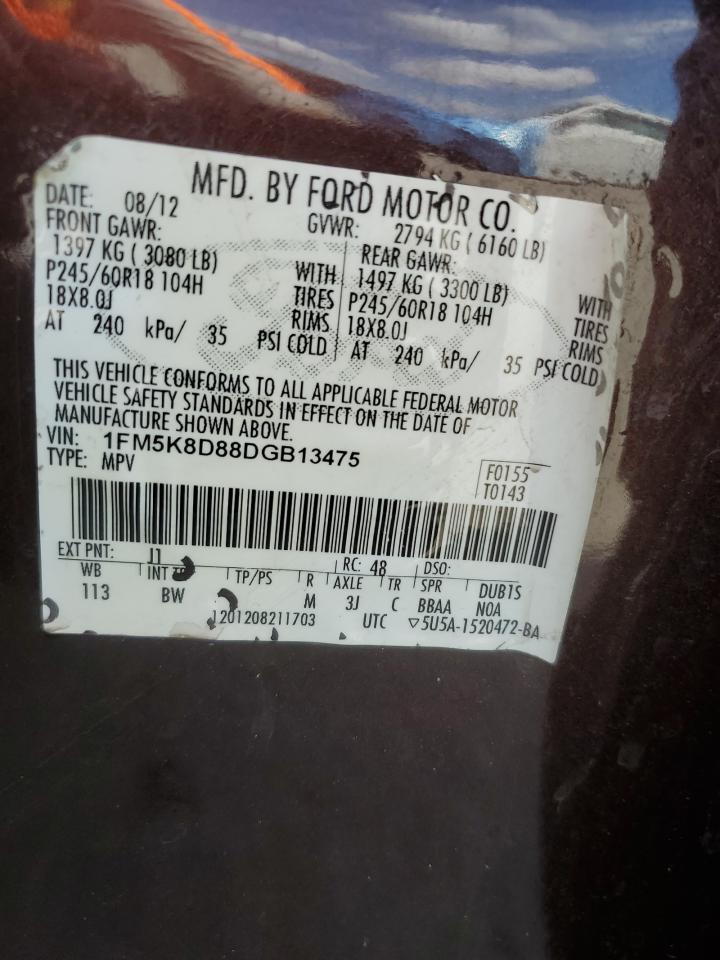 MFD. BY FORD MOTOR CO.
DATE: 08/12 GVWR: 2794 KG ( 6160 LB)
FRONT GAWR: REAR GAWR:
1397 KG ( 3080 LB) WITH 1497 KG ( 3300 LB) WITH
P245/60R18 104H TIRES P245/60R18 104H TIRES
18X8.0J RIMS 18X8.0J RIMS
AT 240 kPa/ 35 PSI COLD AT 240 kPa/ 35 PSI COLD
THIS VEHICLE CONFORMS TO ALL APPLICABLE FEDERAL MOTOR
VEHICLE SAFETY STANDARDS IN EFFECT ON THE DATE OF
MANUFACTURE SHOWN ABOVE.
VIN: 1FM5K8D88DGB13475
TYPE: MPV
F0155
T0143
EXT PNT: J1 RC: 48 DSO:
WB INT TP/PS R AXLE TR SPR DUB1S
113 BW M 3J C BBAA N0A
1201208211703 UTC ▽5U5A-1520472-BA